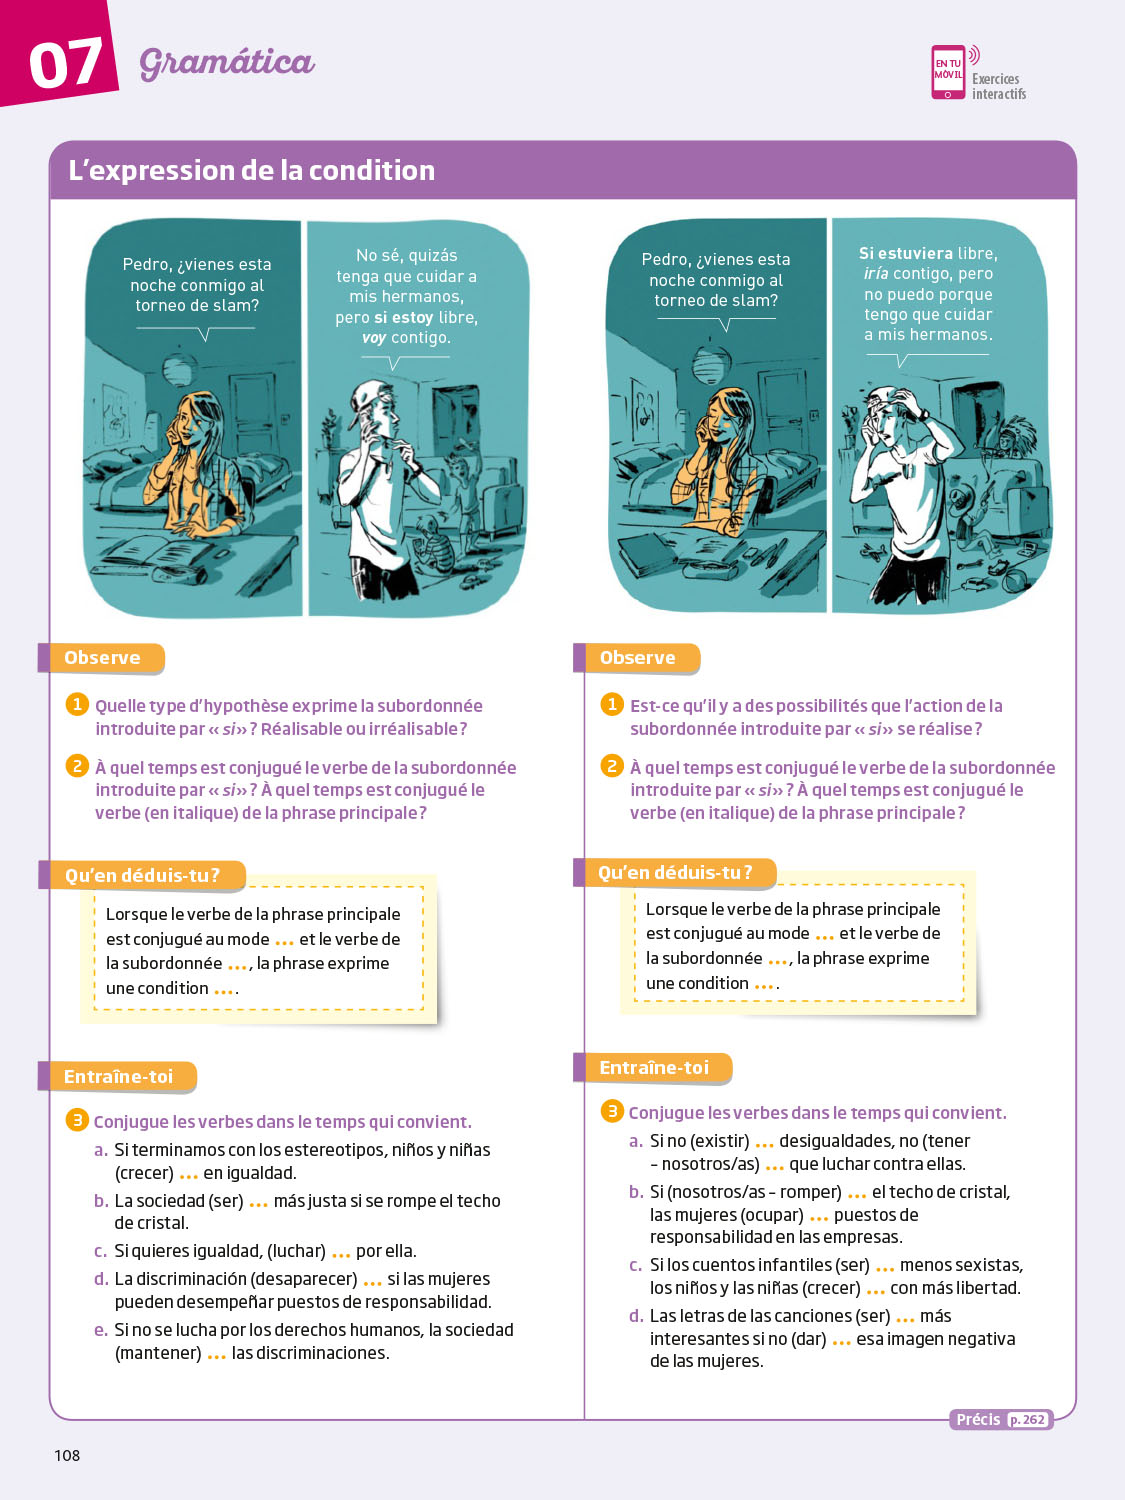 07
Gramática
EN TU
MÓVIL
Exercices
interactifs
L'expression de la condition
Pedro, ¿vienes esta
noche conmigo al
torneo de slam?
No sé, quizás
tenga que cuidar a
mis hermanos,
pero si estoy libre,
voy contigo.
Pedro, ¿vienes esta
noche conmigo al
torneo de slam?
Si estuviera libre,
iría contigo, pero
no puedo porque
tengo que cuidar
a mis hermanos.
Observe
1 Quelle type d'hypothèse exprime la subordonnée
introduite par « si » ? Réalisable ou irréalisable ?
2 À quel temps est conjugué le verbe de la subordonnée
introduite par « si » ? À quel temps est conjugué le
verbe (en italique) de la phrase principale ?
Qu'en déduis-tu ?
Lorsque le verbe de la phrase principale
est conjugué au mode ... et le verbe de
la subordonnée ..., la phrase exprime
une condition ... .
Entraîne-toi
3 Conjugue les verbes dans le temps qui convient.
a. Si terminamos con los estereotipos, niños y niñas
(crecer) ... en igualdad.
b. La sociedad (ser) ... más justa si se rompe el techo
de cristal.
c. Si quieres igualdad, (luchar) ... por ella.
d. La discriminación (desaparecer) ... si las mujeres
pueden desempeñar puestos de responsabilidad.
e. Si no se lucha por los derechos humanos, la sociedad
(mantener) ... las discriminaciones.
Observe
1 Est-ce qu'il y a des possibilités que l'action de la
subordonnée introduite par « si » se réalise ?
2 À quel temps est conjugué le verbe de la subordonnée
introduite par « si » ? À quel temps est conjugué le
verbe (en italique) de la phrase principale ?
Qu'en déduis-tu ?
Lorsque le verbe de la phrase principale
est conjugué au mode ... et le verbe de
la subordonnée ..., la phrase exprime
une condition ... .
Entraîne-toi
3 Conjugue les verbes dans le temps qui convient.
a. Si no (existir) ... desigualdades, no (tener
– nosotros/as) ... que luchar contra ellas.
b. Si (nosotros/as – romper) ... el techo de cristal,
las mujeres (ocupar) ... puestos de
responsabilidad en las empresas.
c. Si los cuentos infantiles (ser) ... menos sexistas,
los niños y las niñas (crecer) ... con más libertad.
d. Las letras de las canciones (ser) ... más
interesantes si no (dar) ... esa imagen negativa
de las mujeres.
Précis p. 262
108